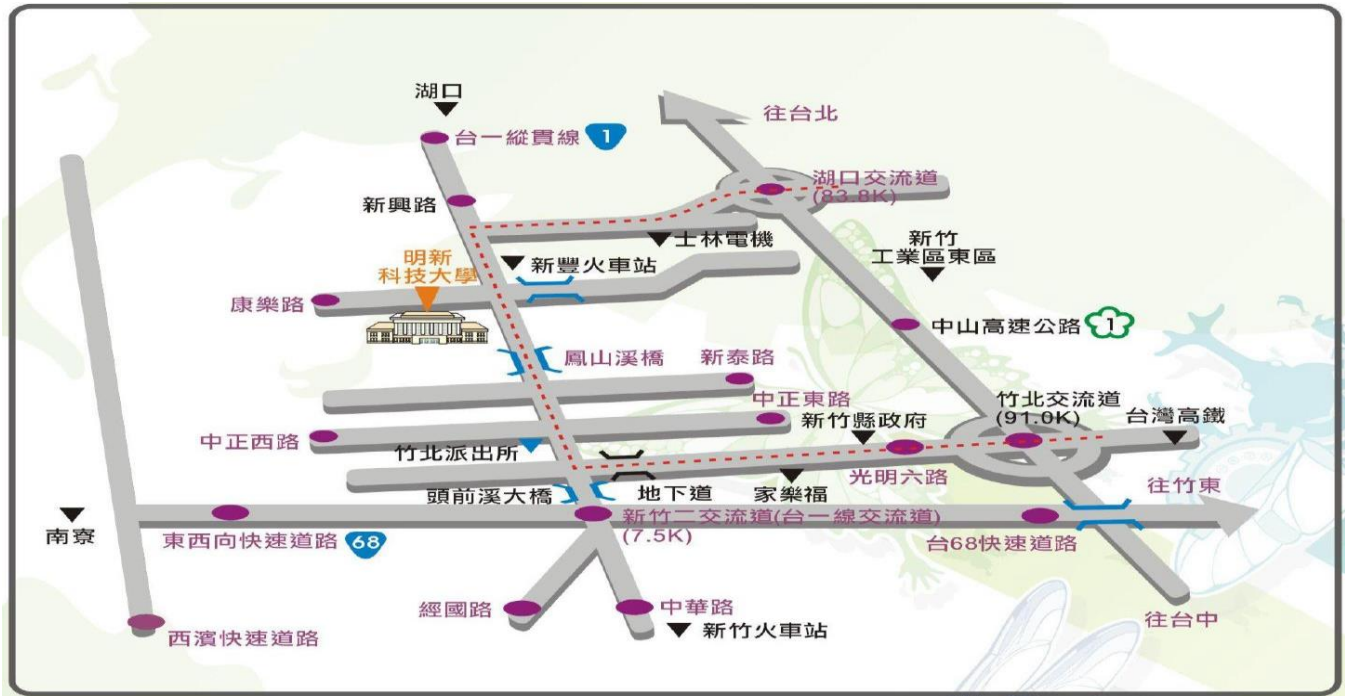 湖口
往台北
台一縱貫線 1
湖口交流道
(83.8K)
新興路
士林電機
新竹
工業區東區
明新
科技大學
新豐火車站
康樂路
中山高速公路 1
鳳山溪橋
新泰路
中正東路
竹北交流道
(91.0K)
新竹縣政府
台灣高鐵
中正西路
竹北派出所
光明六路
頭前溪大橋
地下道
家樂福
往竹東
南寮
東西向快速道路 68
新竹二交流道(台一線交流道)
(7.5K)
台68快速道路
經國路
中華路
往台中
西濱快速道路
新竹火車站